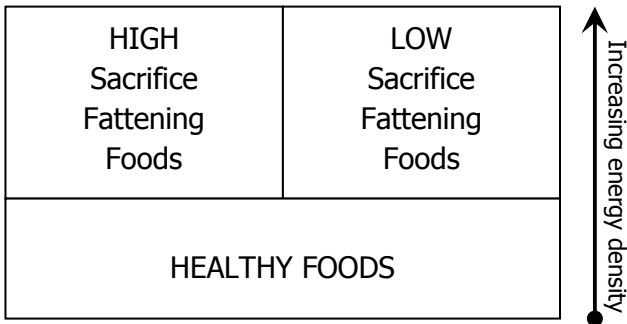 HIGH
Sacrifice
Fattening
Foods
LOW
Sacrifice
Fattening
Foods
HEALTHY FOODS
Increasing energy density